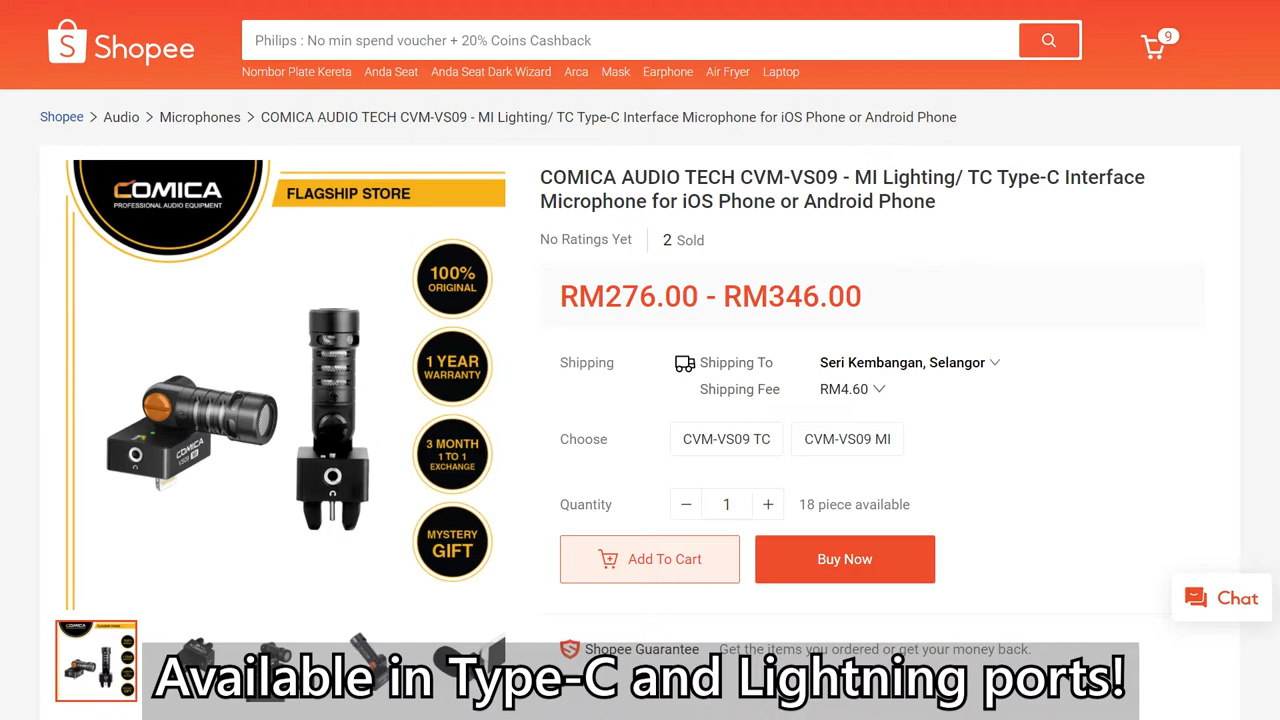 Shopee
Philips : No min spend voucher + 20% Coins Cashback
9
Nombor Plate Kereta Anda Seat Anda Seat Dark Wizard Arca Mask Earphone Air Fryer Laptop
Shopee > Audio > Microphones > COMICA AUDIO TECH CVM-VS09 - MI Lighting/ TC Type-C Interface Microphone for iOS Phone or Android Phone
COMICA
PROFESSIONAL AUDIO EQUIPMENT
FLAGSHIP STORE
100%
ORIGINAL
1 YEAR
WARRANTY
3 MONTH
1 TO 1
EXCHANGE
MYSTERY
GIFT
COMICA
VS09
COMICA AUDIO TECH CVM-VS09 - MI Lighting/ TC Type-C Interface
Microphone for iOS Phone or Android Phone
No Ratings Yet 2 Sold
RM276.00 - RM346.00
Shipping Shipping To Seri Kembangan, Selangor
Shipping Fee RM4.60
Choose CVM-VS09 TC CVM-VS09 MI
Quantity − 1 + 18 piece available
Add To Cart Buy Now
Chat
Shopee Guarantee Get the items you ordered or get your money back.
Available in Type-C and Lightning ports!